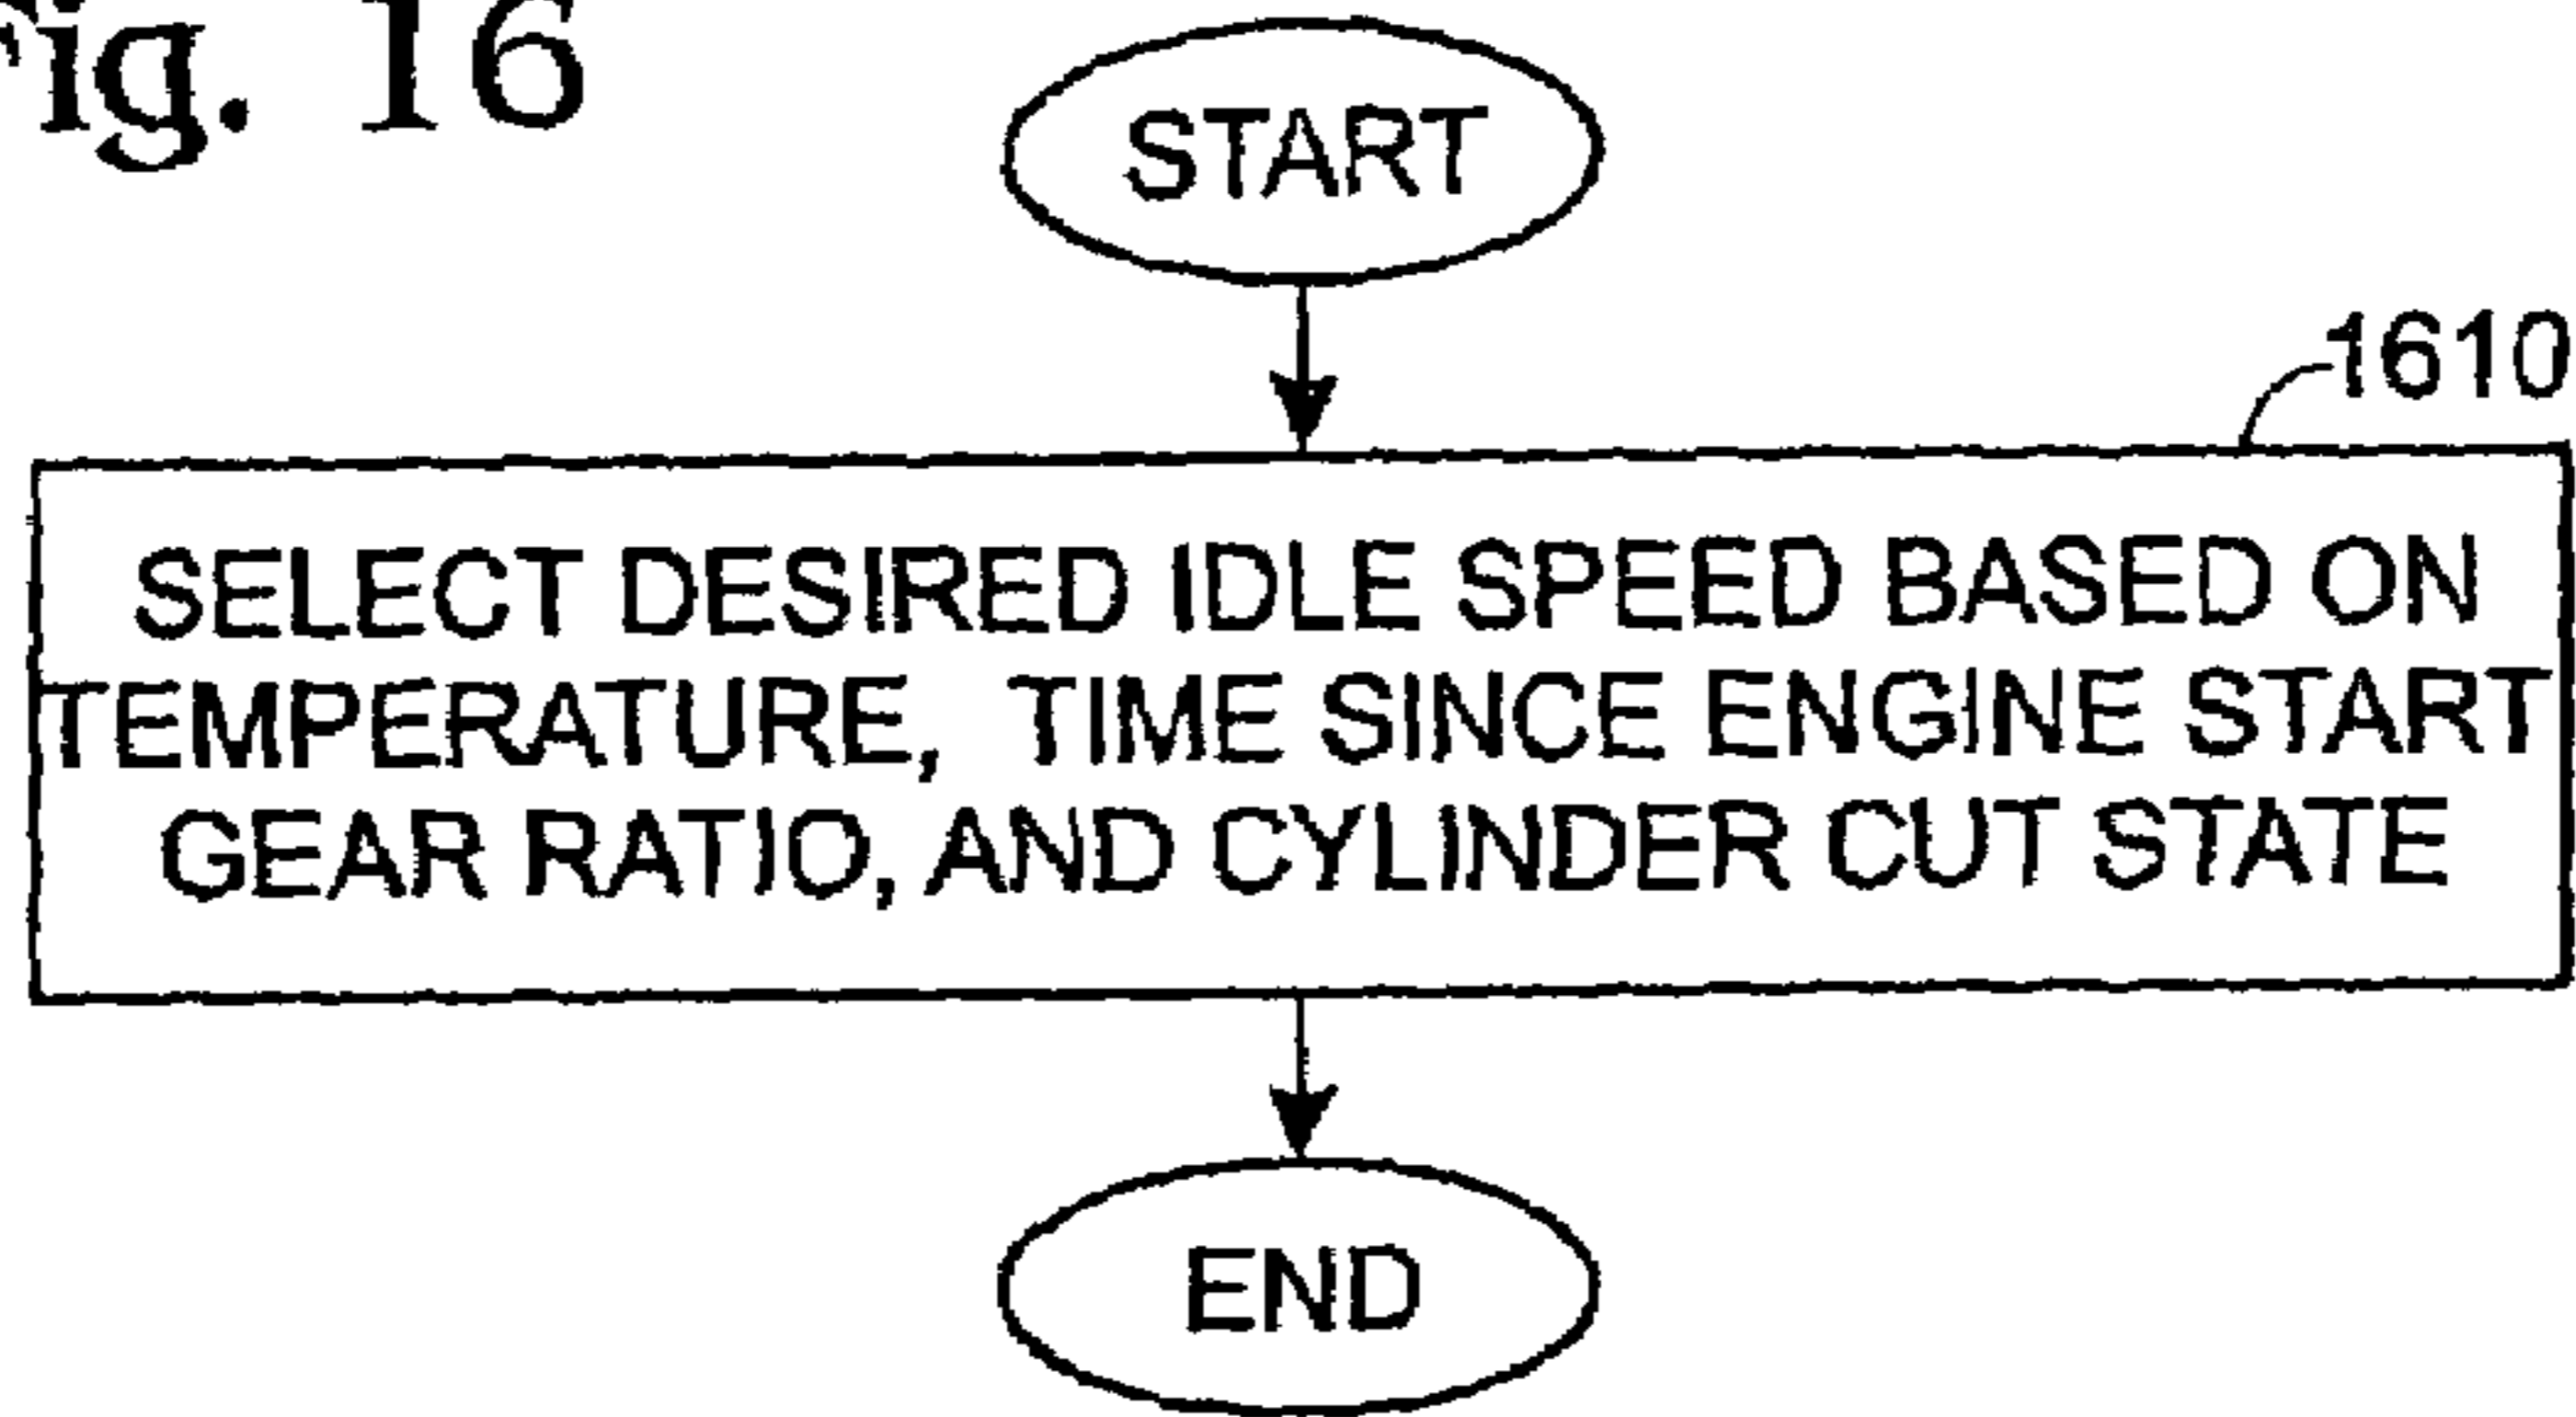 Fig. 16
START
1610
SELECT DESIRED IDLE SPEED BASED ON
TEMPERATURE, TIME SINCE ENGINE START
GEAR RATIO, AND CYLINDER CUT STATE
END